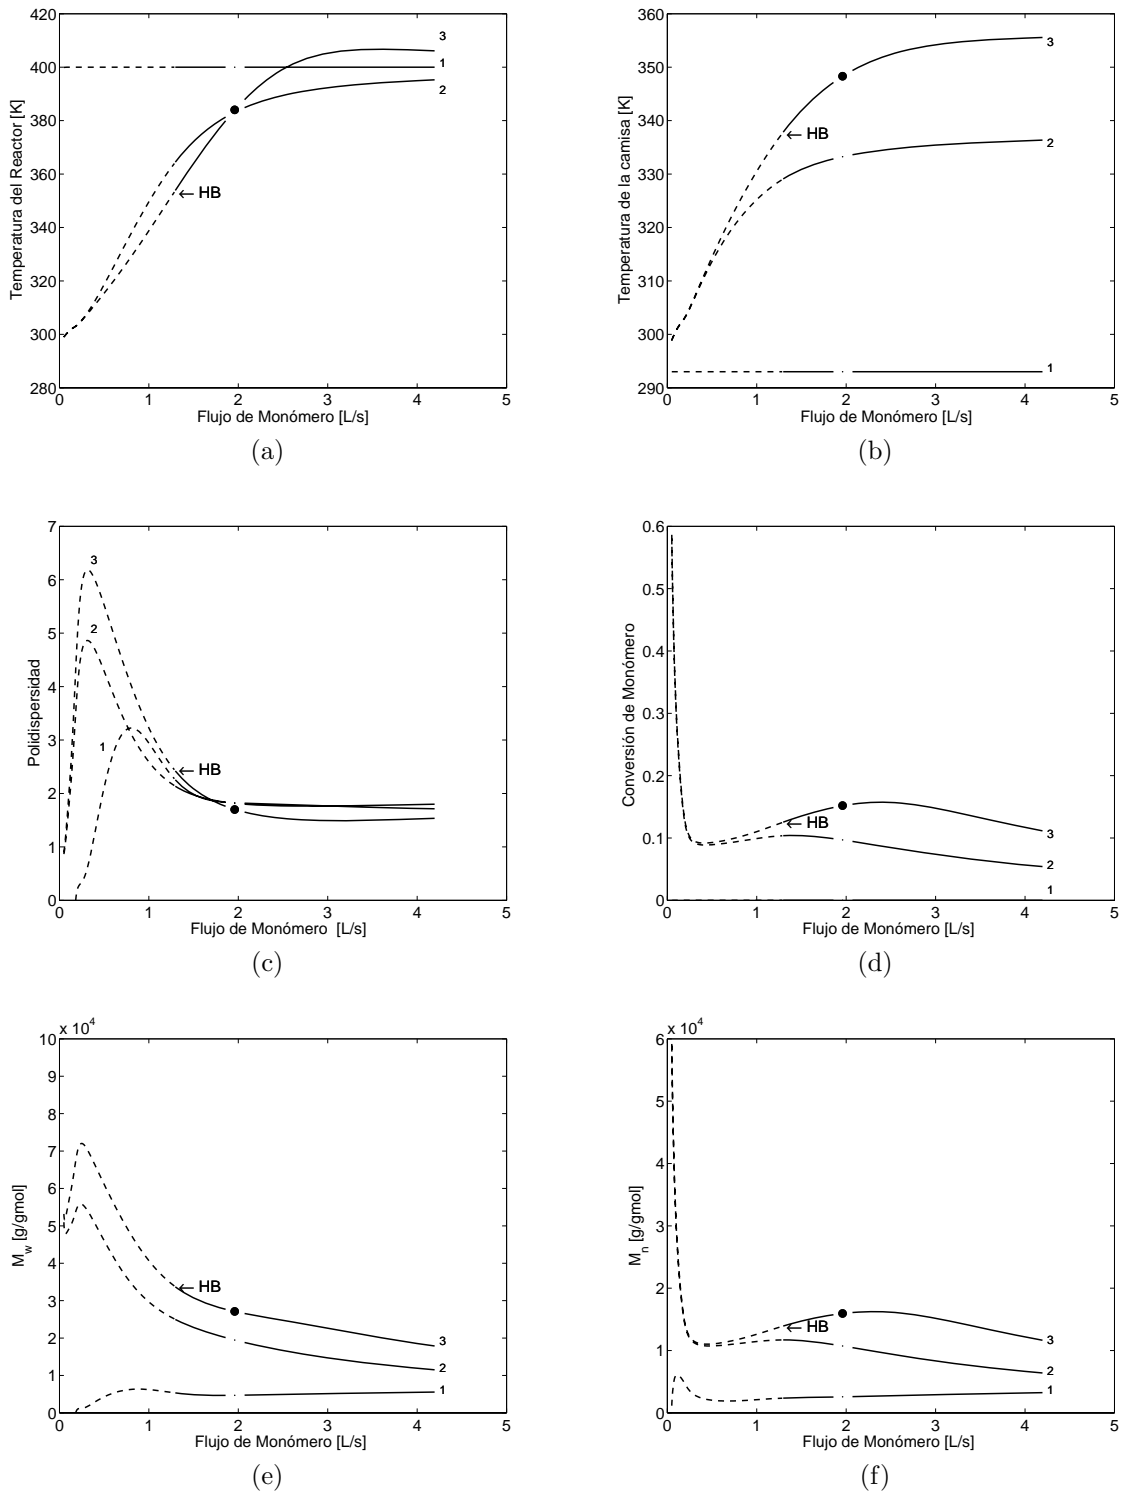 420
400
380
360
340
320
300
280
0 1 2 3 4 5
Temperatura del Reactor [K]
Flujo de Monómero [L/s]
3
1
2
HB
(a)
360
350
340
330
320
310
300
290
0 1 2 3 4 5
Temperatura de la camisa [K]
Flujo de Monómero [L/s]
3
2
1
HB
(b)
7
6
5
4
3
2
1
0
0 1 2 3 4 5
Polidispersidad
Flujo de Monómero [L/s]
3
2
1
HB
(c)
0.6
0.5
0.4
0.3
0.2
0.1
0
0 1 2 3 4 5
Conversión de Monómero
Flujo de Monómero [L/s]
HB
3
2
1
(d)
x 10^4
10
9
8
7
6
5
4
3
2
1
0
0 1 2 3 4 5
M_w [g/gmol]
Flujo de Monómero [L/s]
HB
3
2
1
(e)
x 10^4
6
5
4
3
2
1
0
0 1 2 3 4 5
M_n [g/gmol]
Flujo de Monómero [L/s]
HB
3
2
1
(f)